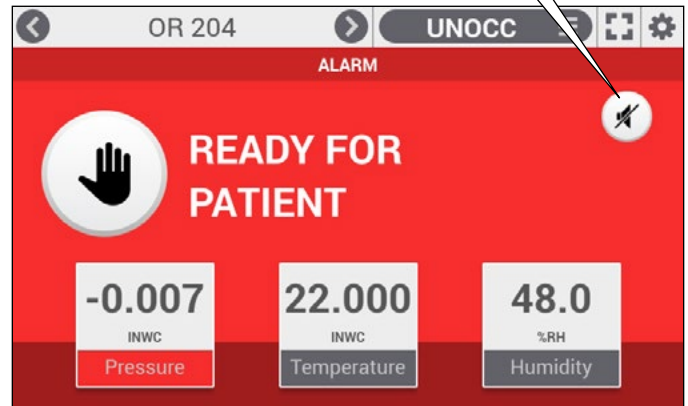 OR 204
UNOCC
ALARM
READY FOR
PATIENT
-0.007 22.000 48.0
INWC INWC %RH
Pressure Temperature Humidity